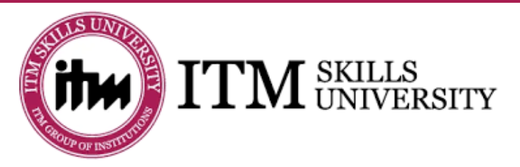 ITM SKILLS UNIVERSITY
itm
ITM GROUP OF INSTITUTIONS
ITM SKILLS
UNIVERSITY